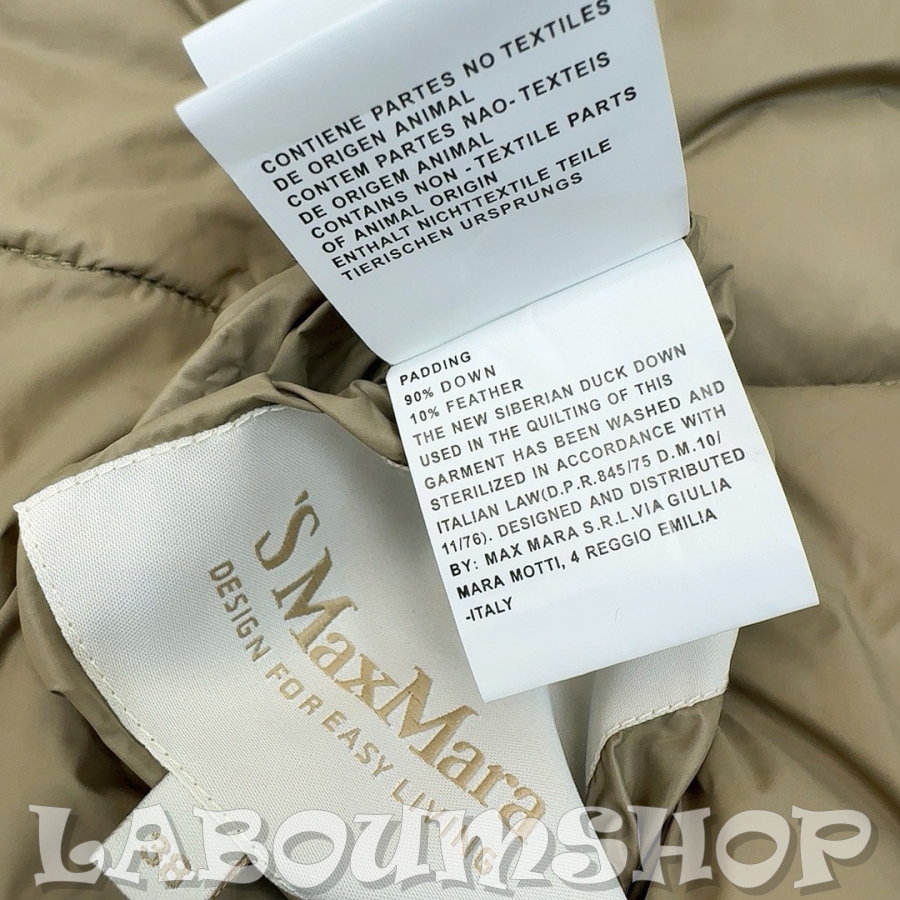 CONTIENE PARTES NO TEXTILES
DE ORIGEN ANIMAL
CONTEM PARTES NAO- TEXTEIS
DE ORIGEM ANIMAL
CONTAINS NON -TEXTILE PARTS
OF ANIMAL ORIGIN
ENTHALT NICHTTEXTILE TEILE
TIERISCHEN URSPRUNGS
PADDING
90% DOWN
10% FEATHER
THE NEW SIBERIAN DUCK DOWN
USED IN THE QUILTING OF THIS
GARMENT HAS BEEN WASHED AND
STERILIZED IN ACCORDANCE WITH
ITALIAN LAW(D.P.R.845/75 D.M.10/
11/76). DESIGNED AND DISTRIBUTED
BY: MAX MARA S.R.L.VIA GIULIA
MARA MOTTI, 4 REGGIO EMILIA
-ITALY
'S MaxMara
DESIGN FOR EASY LIVING
38
LABOUMSHOP